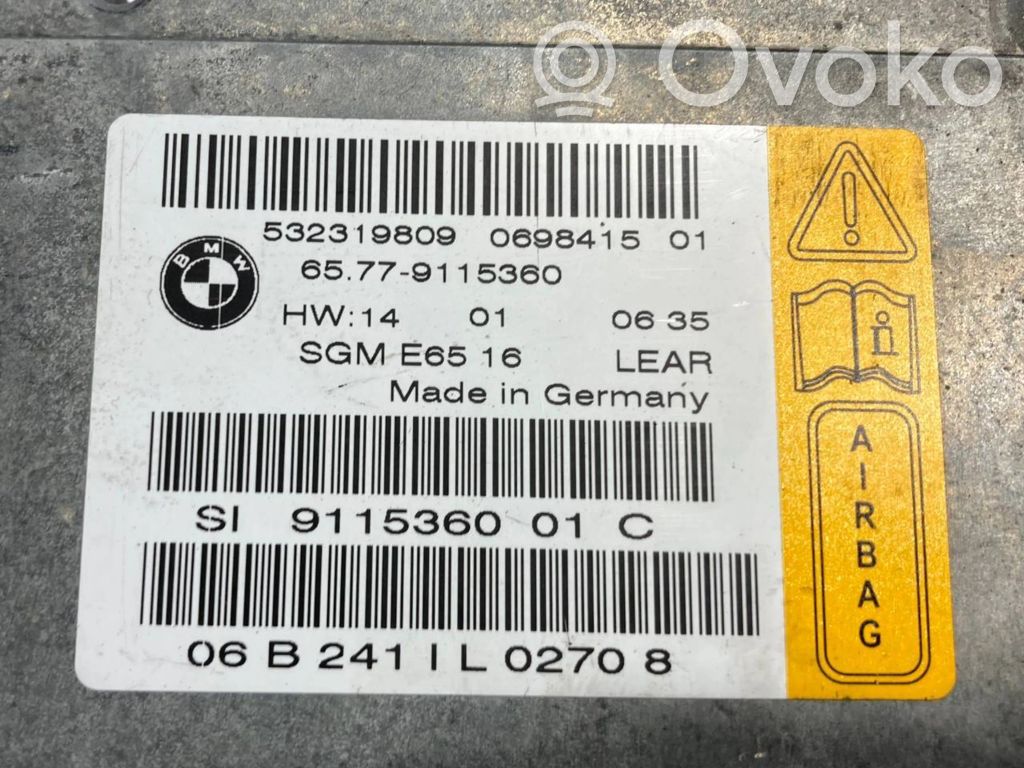 Ovoko
532319809 0698415 01
BMW
65.77-9115360
HW:14 01 06 35
SGM E65 16 LEAR
Made in Germany
SI 9115360 01 C
06 B 241 I L 0270 8
AIRBAG